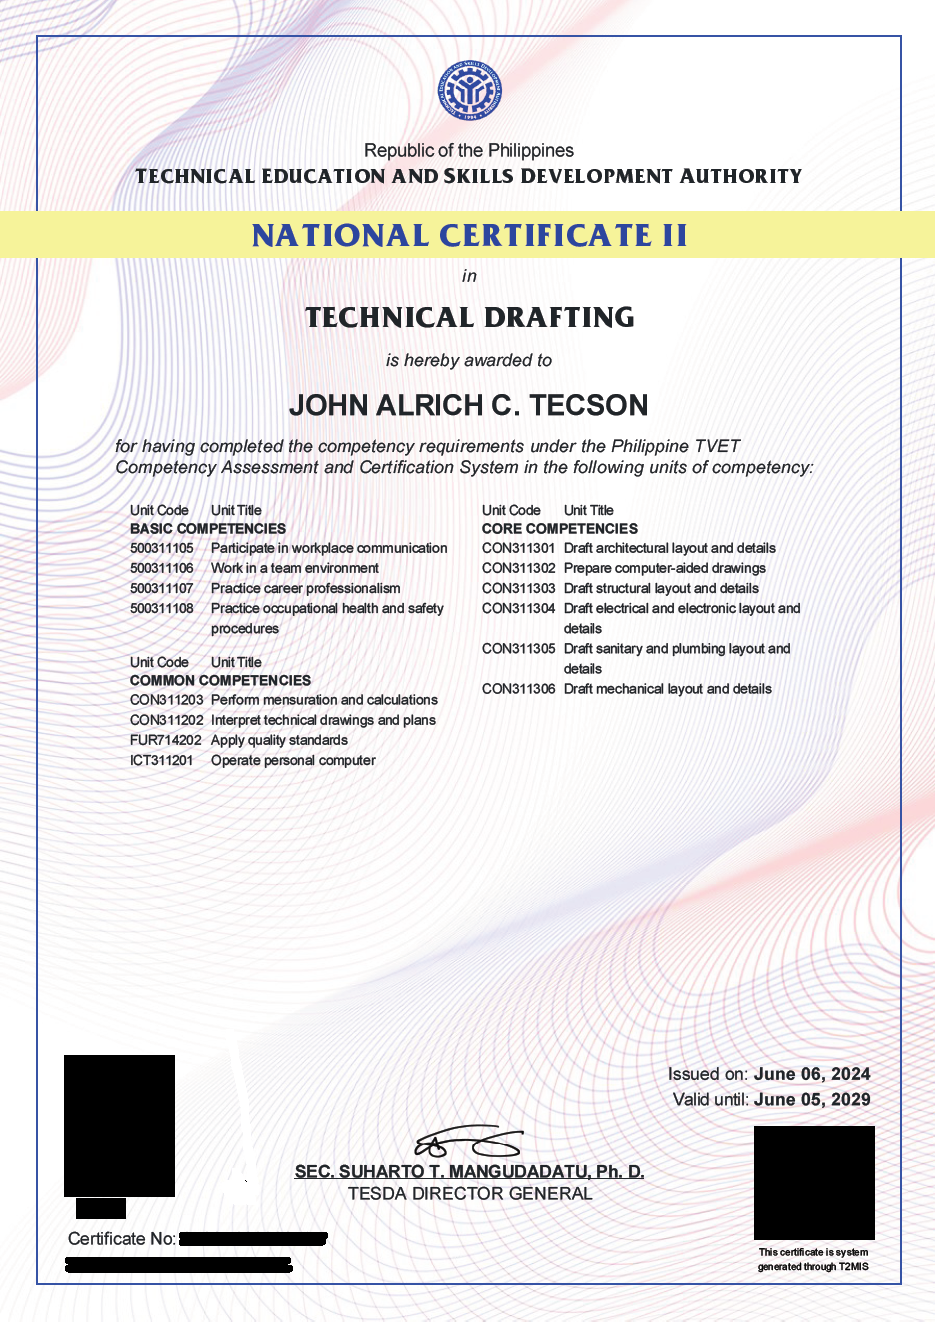 TECHNICAL EDUCATION AND SKILLS DEVELOPMENT AUTHORITY
1994
Republic of the Philippines
TECHNICAL EDUCATION AND SKILLS DEVELOPMENT AUTHORITY
NATIONAL CERTIFICATE II
in
TECHNICAL DRAFTING
is hereby awarded to
JOHN ALRICH C. TECSON
for having completed the competency requirements under the Philippine TVET
Competency Assessment and Certification System in the following units of competency:
Unit Code Unit Title
BASIC COMPETENCIES
500311105 Participate in workplace communication
500311106 Work in a team environment
500311107 Practice career professionalism
500311108 Practice occupational health and safety
procedures
Unit Code Unit Title
COMMON COMPETENCIES
CON311203 Perform mensuration and calculations
CON311202 Interpret technical drawings and plans
FUR714202 Apply quality standards
ICT311201 Operate personal computer
Unit Code Unit Title
CORE COMPETENCIES
CON311301 Draft architectural layout and details
CON311302 Prepare computer-aided drawings
CON311303 Draft structural layout and details
CON311304 Draft electrical and electronic layout and
details
CON311305 Draft sanitary and plumbing layout and
details
CON311306 Draft mechanical layout and details
Issued on: June 06, 2024
Valid until: June 05, 2029
SEC. SUHARTO T. MANGUDADATU, Ph. D.
TESDA DIRECTOR GENERAL
Certificate No:
This certificate is system
generated through T2MIS